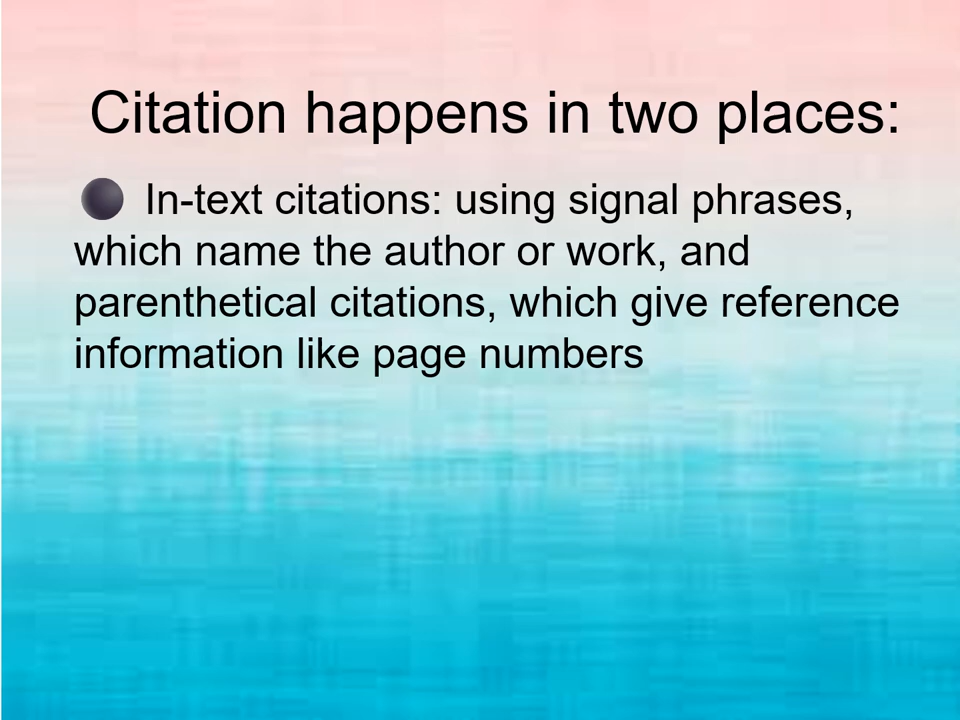 Citation happens in two places:
In-text citations: using signal phrases,
which name the author or work, and
parenthetical citations, which give reference
information like page numbers